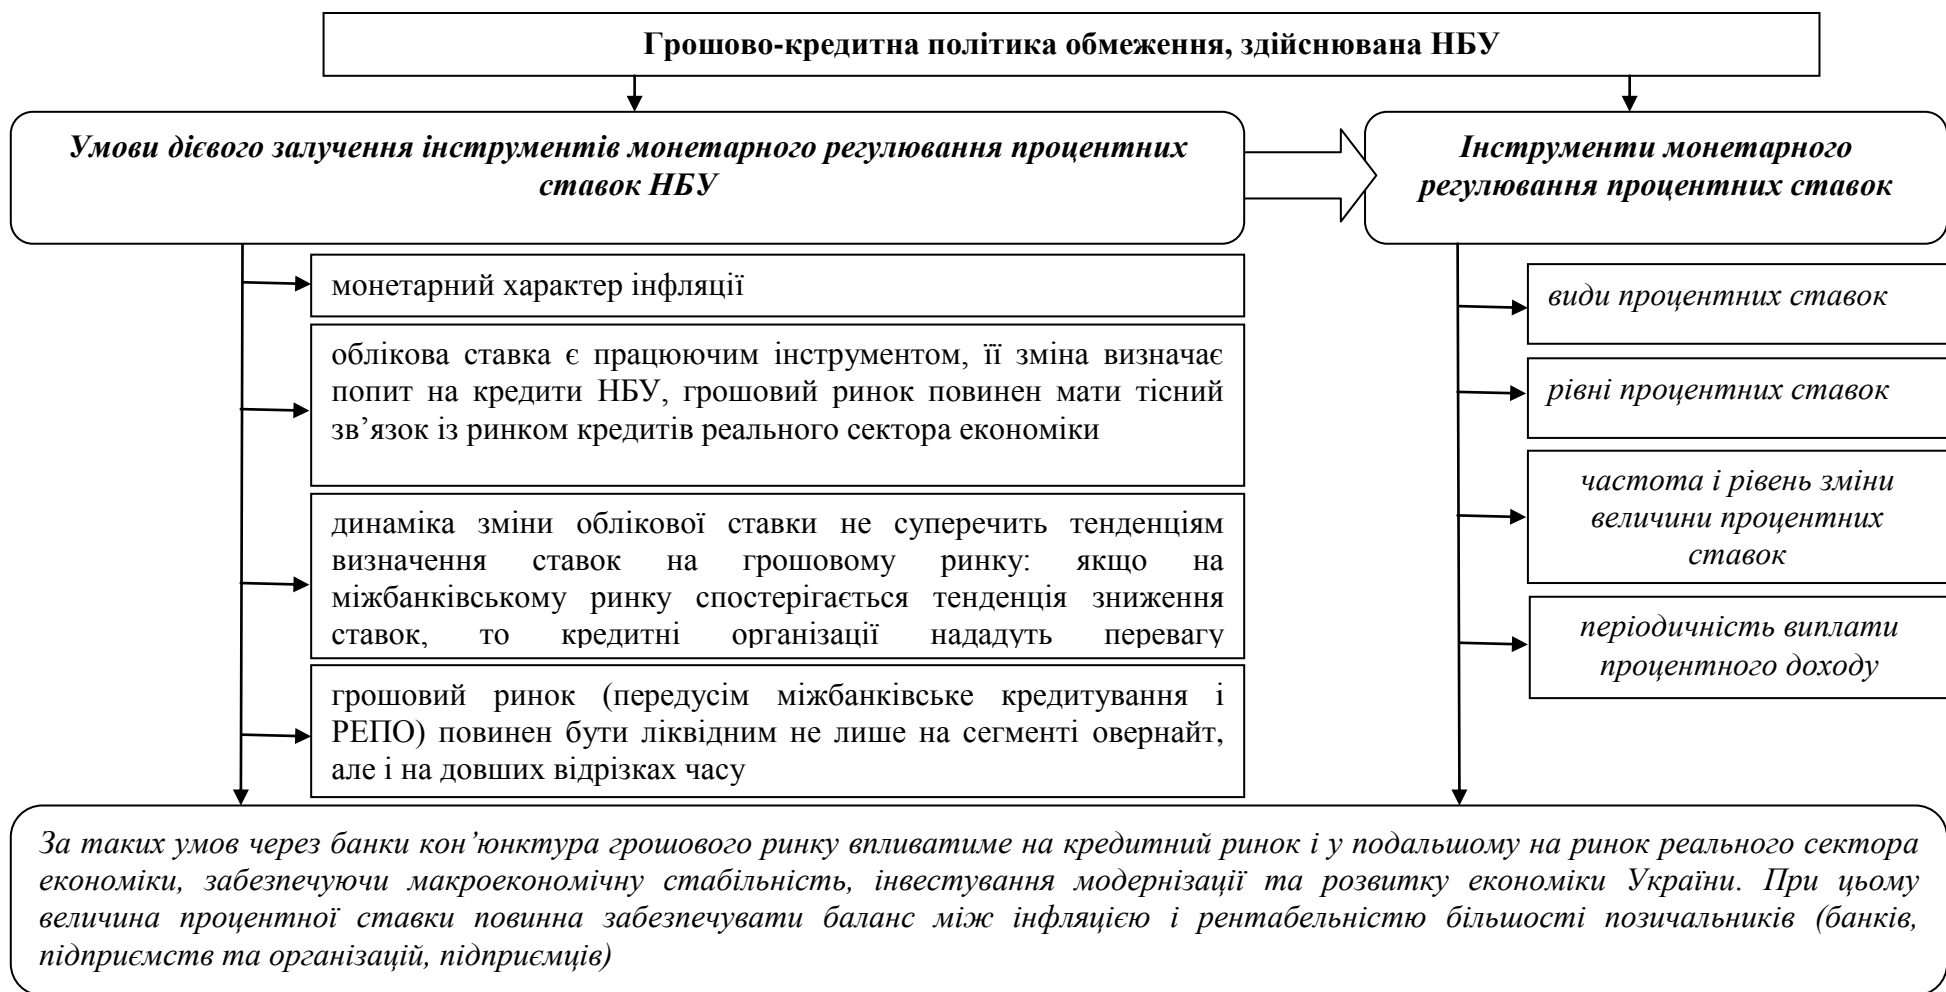 Грошово-кредитна політика обмеження, здійснювана НБУ
Умови дієвого залучення інструментів монетарного регулювання процентних
ставок НБУ
Інструменти монетарного
регулювання процентних ставок
монетарний характер інфляції
облікова ставка є працюючим інструментом, її зміна визначає
попит на кредити НБУ, грошовий ринок повинен мати тісний
зв’язок із ринком кредитів реального сектора економіки
динаміка зміни облікової ставки не суперечить тенденціям
визначення ставок на грошовому ринку: якщо на
міжбанківському ринку спостерігається тенденція зниження
ставок, то кредитні організації нададуть перевагу
грошовий ринок (передусім міжбанківське кредитування і
РЕПО) повинен бути ліквідним не лише на сегменті овернайт,
але і на довших відрізках часу
види процентних ставок
рівні процентних ставок
частота і рівень зміни
величини процентних
ставок
періодичність виплати
процентного доходу
За таких умов через банки кон’юнктура грошового ринку впливатиме на кредитний ринок і у подальшому на ринок реального сектора
економіки, забезпечуючи макроекономічну стабільність, інвестування модернізації та розвитку економіки України. При цьому
величина процентної ставки повинна забезпечувати баланс між інфляцією і рентабельністю більшості позичальників (банків,
підприємств та організацій, підприємців)